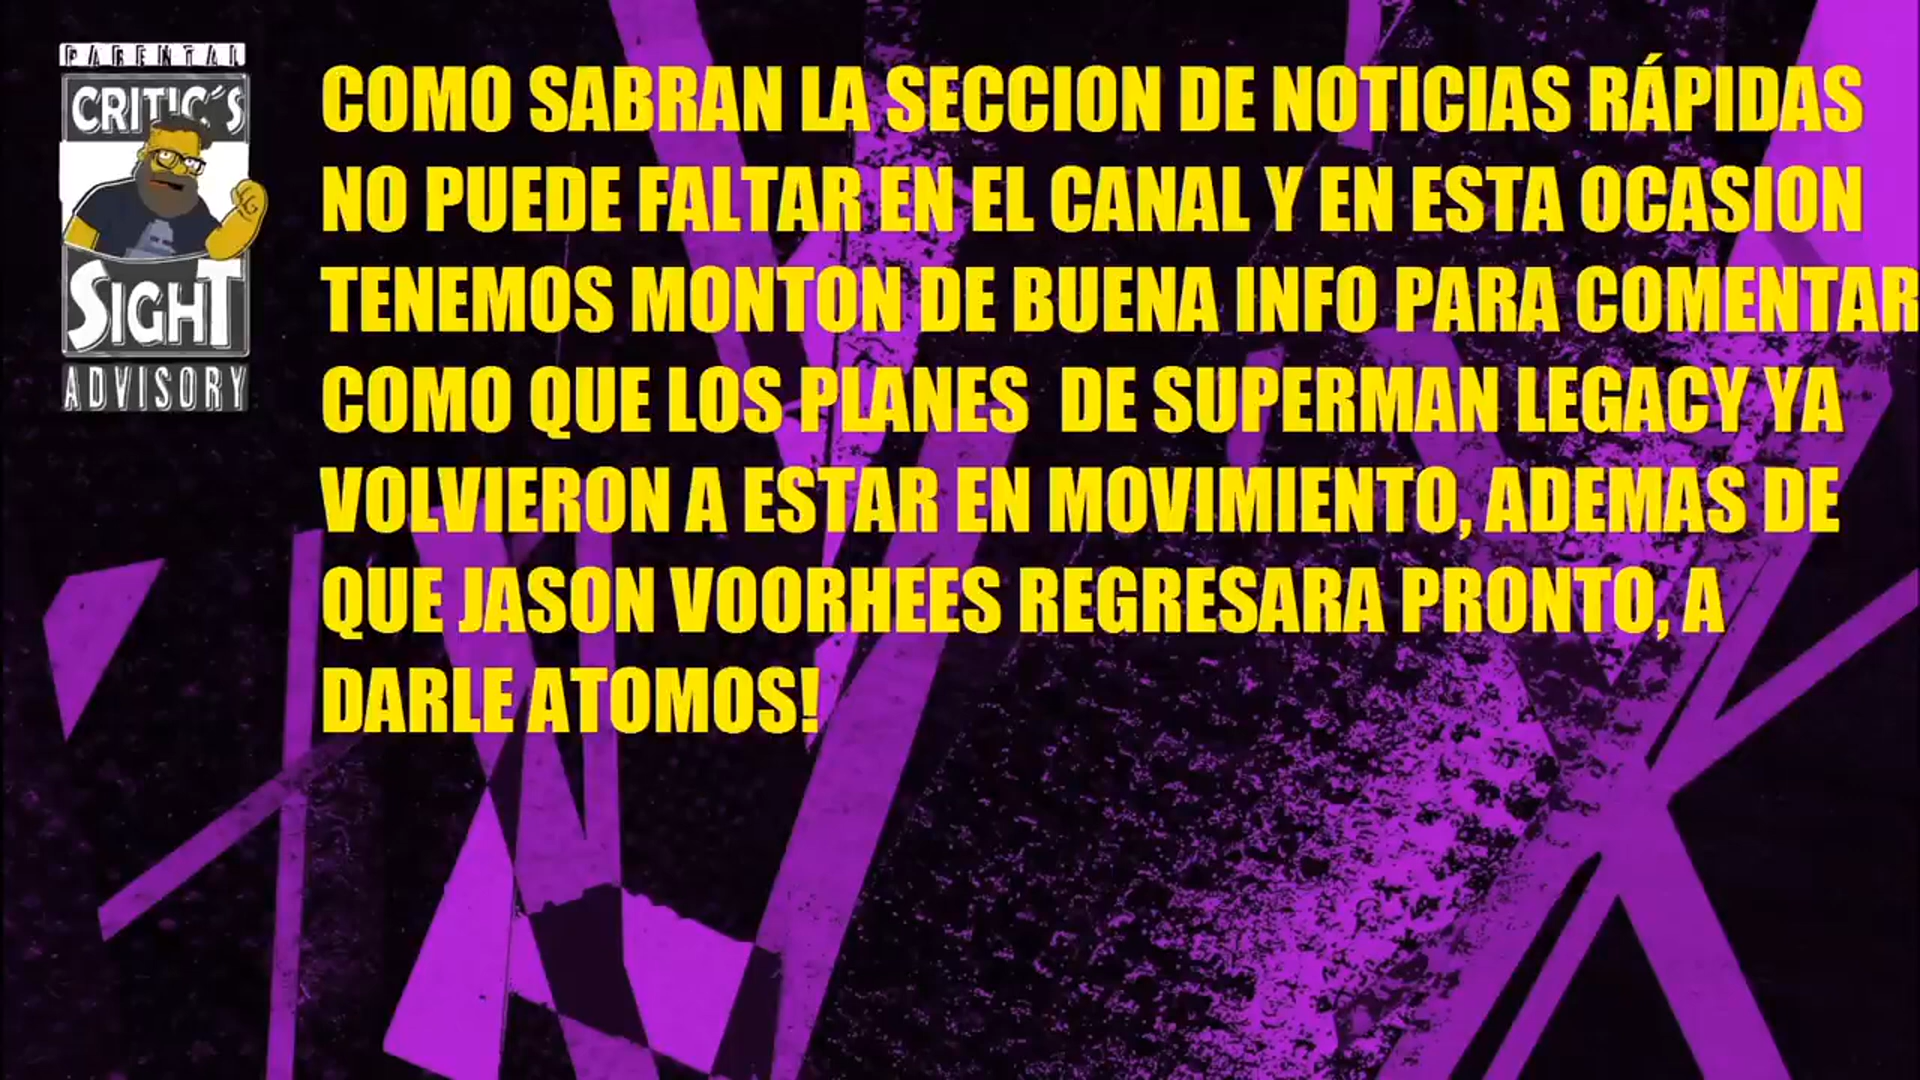 PARENTAL
CRITIC´S
SIGHT
ADVISORY
COMO SABRAN LA SECCION DE NOTICIAS RÁPIDAS
NO PUEDE FALTAR EN EL CANAL Y EN ESTA OCASION
TENEMOS MONTON DE BUENA INFO PARA COMENTAR
COMO QUE LOS PLANES  DE SUPERMAN LEGACY YA
VOLVIERON A ESTAR EN MOVIMIENTO, ADEMAS DE
QUE JASON VOORHEES REGRESARA PRONTO, A
DARLE ATOMOS!